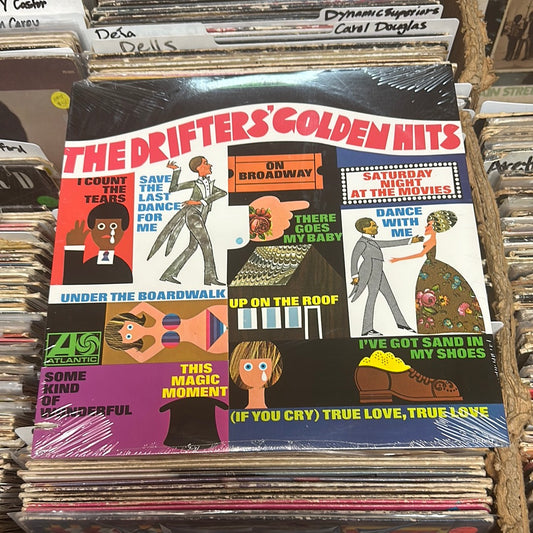 Castor
Carey
Dynamic Superiors
Carol Douglas
Dells
THE DRIFTERS' GOLDEN HITS
I COUNT
THE
TEARS
SAVE
THE
LAST
DANCE
FOR
ME
ON
BROADWAY
SATURDAY
NIGHT
AT THE MOVIES
THERE
GOES
MY BABY
DANCE
WITH
ME
UNDER THE BOARDWALK
UP ON THE ROOF
I'VE GOT SAND IN
MY SHOES
ATLANTIC
SOME
KIND
OF
WONDERFUL
THIS
MAGIC
MOMENT
(IF YOU CRY) TRUE LOVE, TRUE LOVE